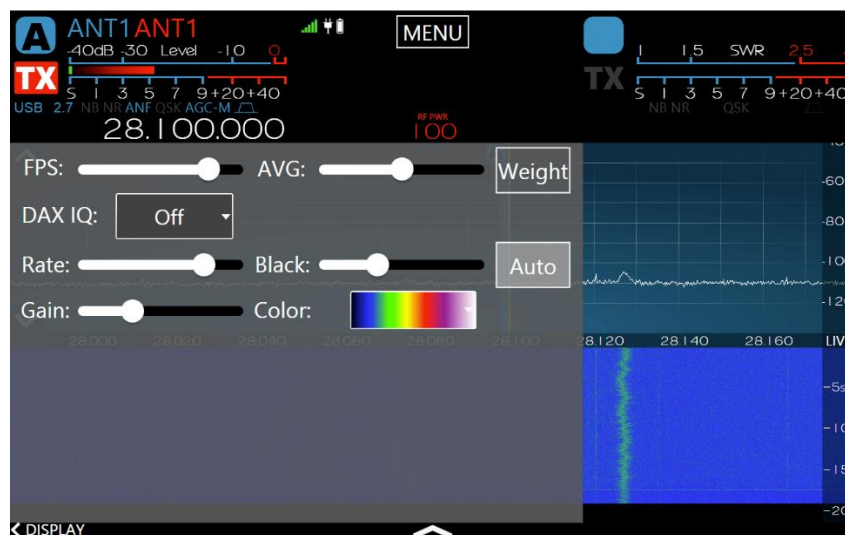 A ANT1 ANT1 MENU
-40dB -30 Level -10 0
1 1.5 SWR 2.5
TX TX
S 1 3 5 7 9+20+40
S 1 3 5 7 9+20+40
USB 2.7 NB NR ANF QSK AGC-M
NB NR QSK
28.100.000
RF PWR
100
FPS: AVG: Weight
-60
DAX IQ: Off
-80
Rate: Black: Auto
-10
Gain: Color:
-12
28.000 28.020 28.040 28.060 28.080 28.100 28.120 28.140 28.160 LIV
-5s
-10
-15
-20
DISPLAY